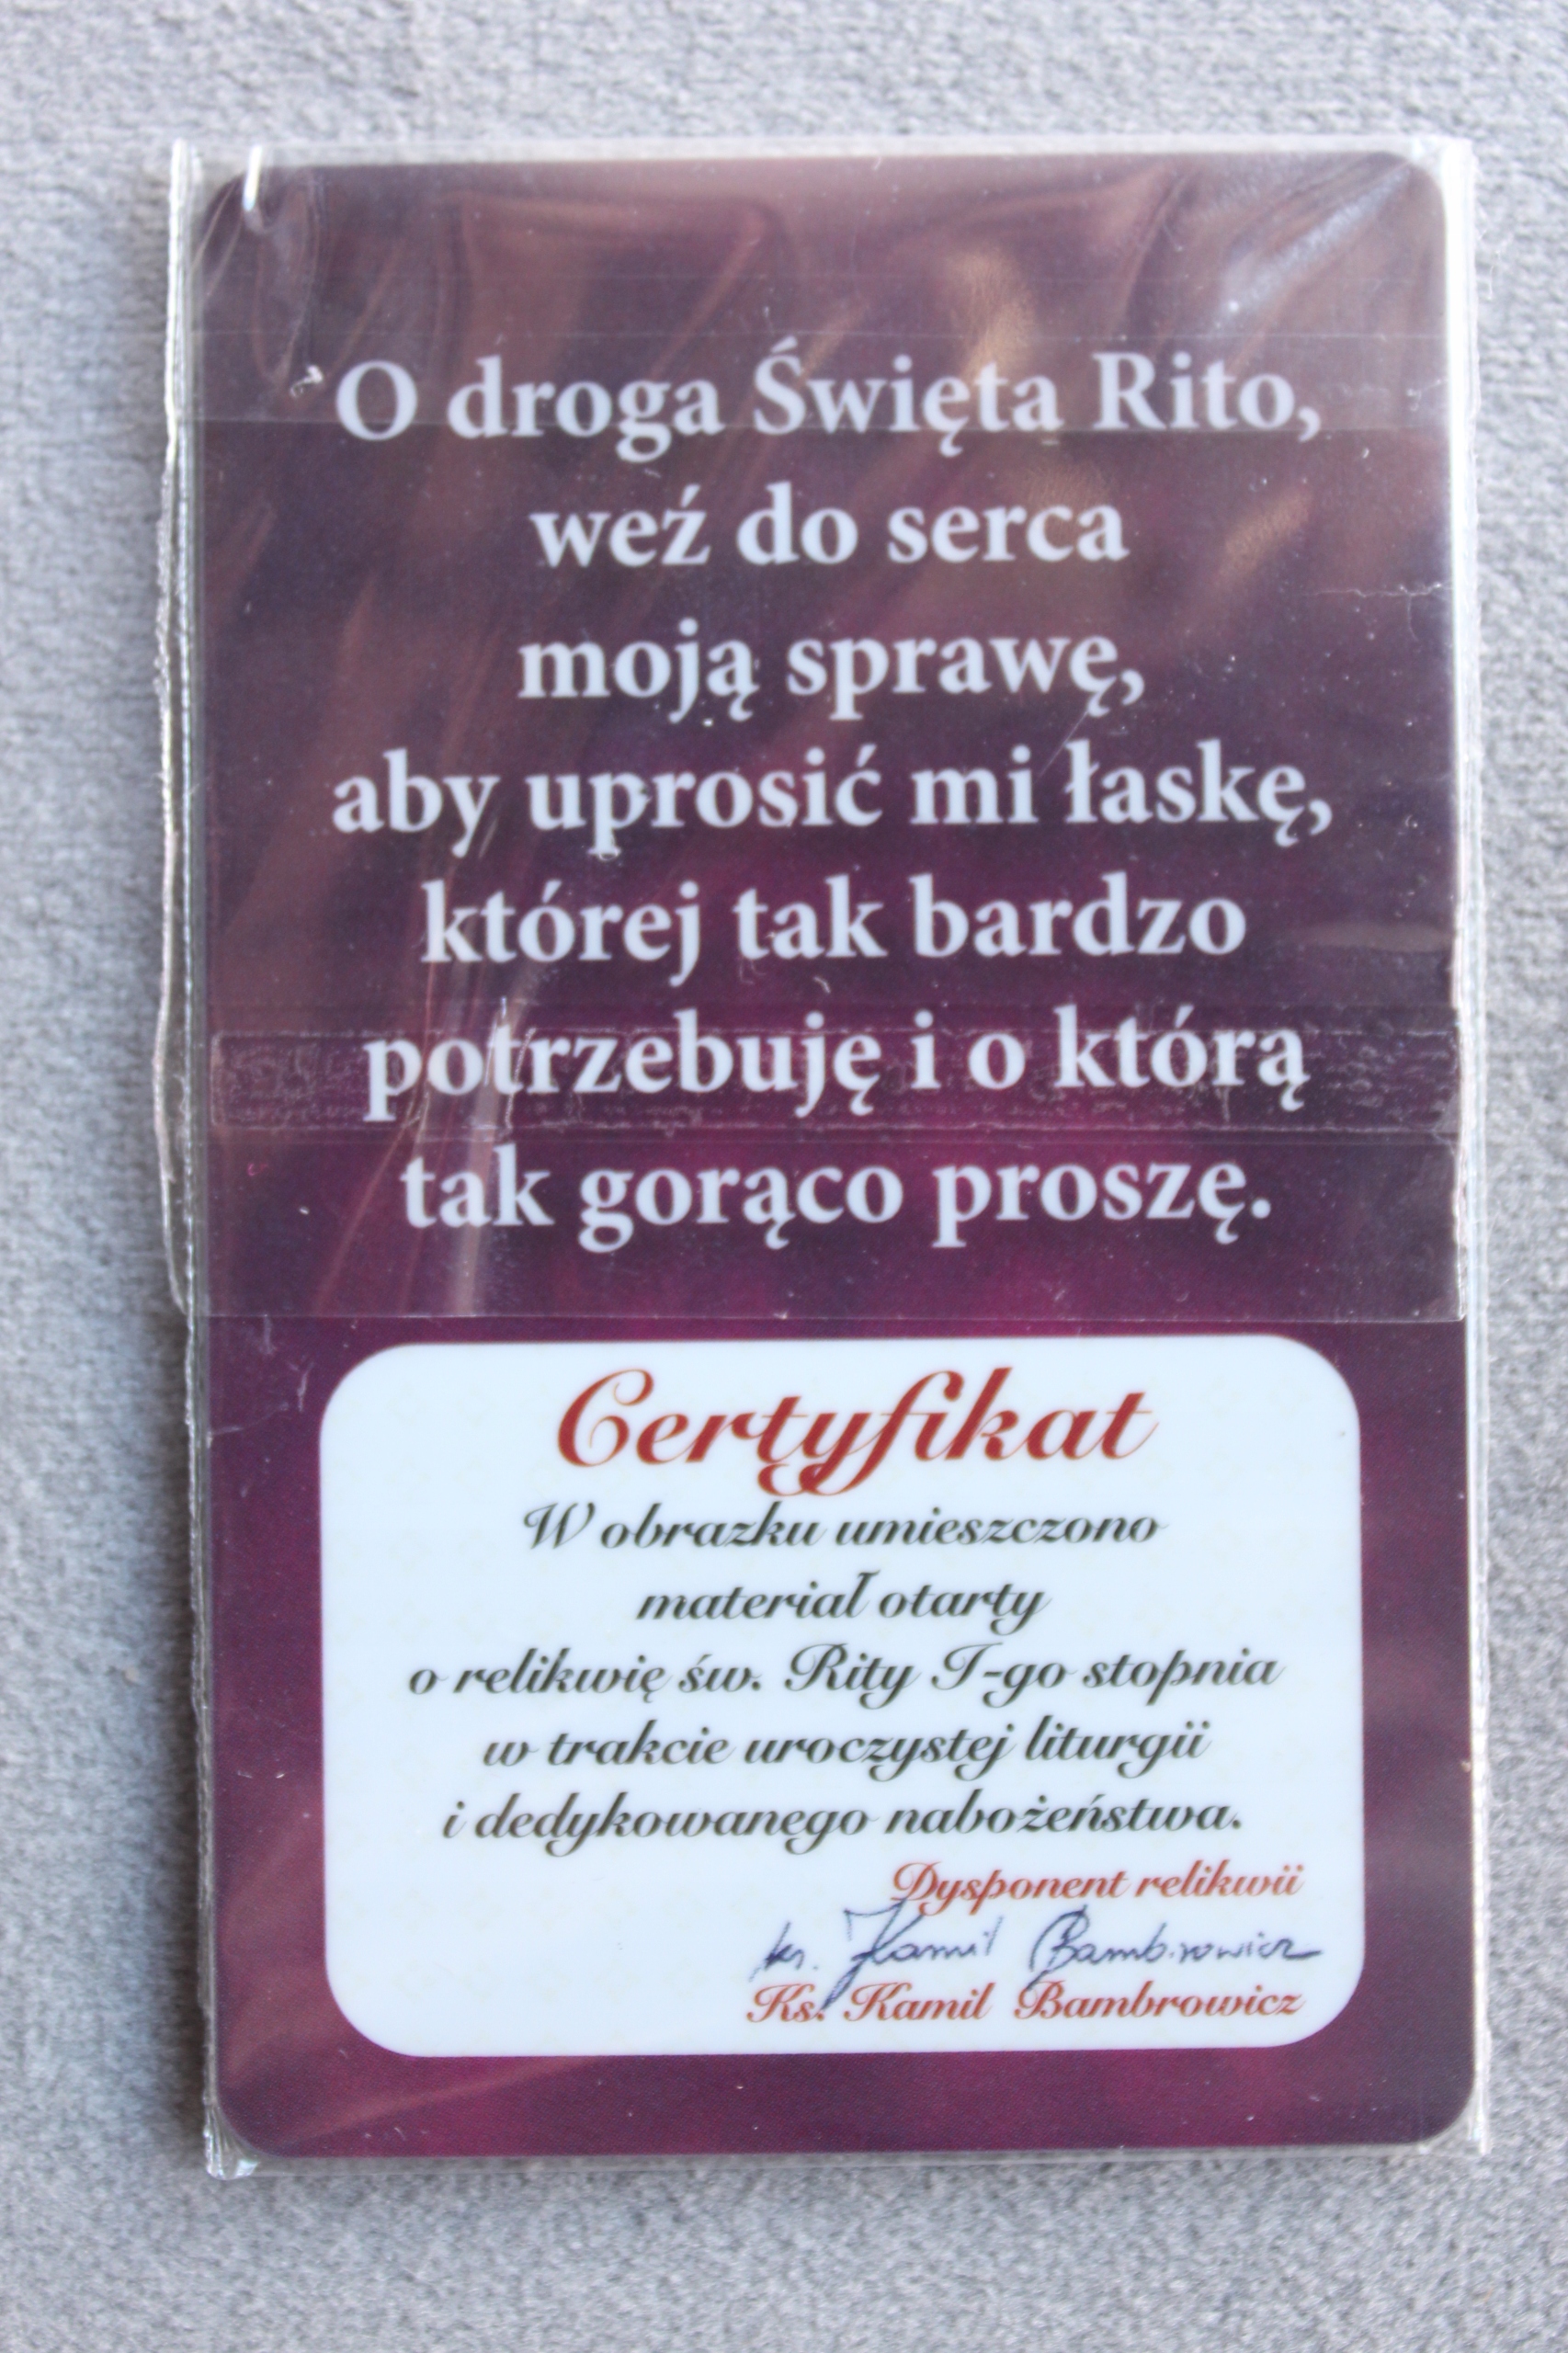 O droga Święta Rito,
weź do serca
moją sprawę,
aby uprosić mi łaskę,
której tak bardzo
potrzebuję i o którą
tak gorąco proszę.
Certyfikat
W obrazku umieszczono
materiał otarty
o relikwię św. Rity I-go stopnia
w trakcie uroczystej liturgii
i dedykowanego nabożeństwa.
Dysponent relikwii
ks. Kamil Bambrowicz
Ks. Kamil Bambrowicz